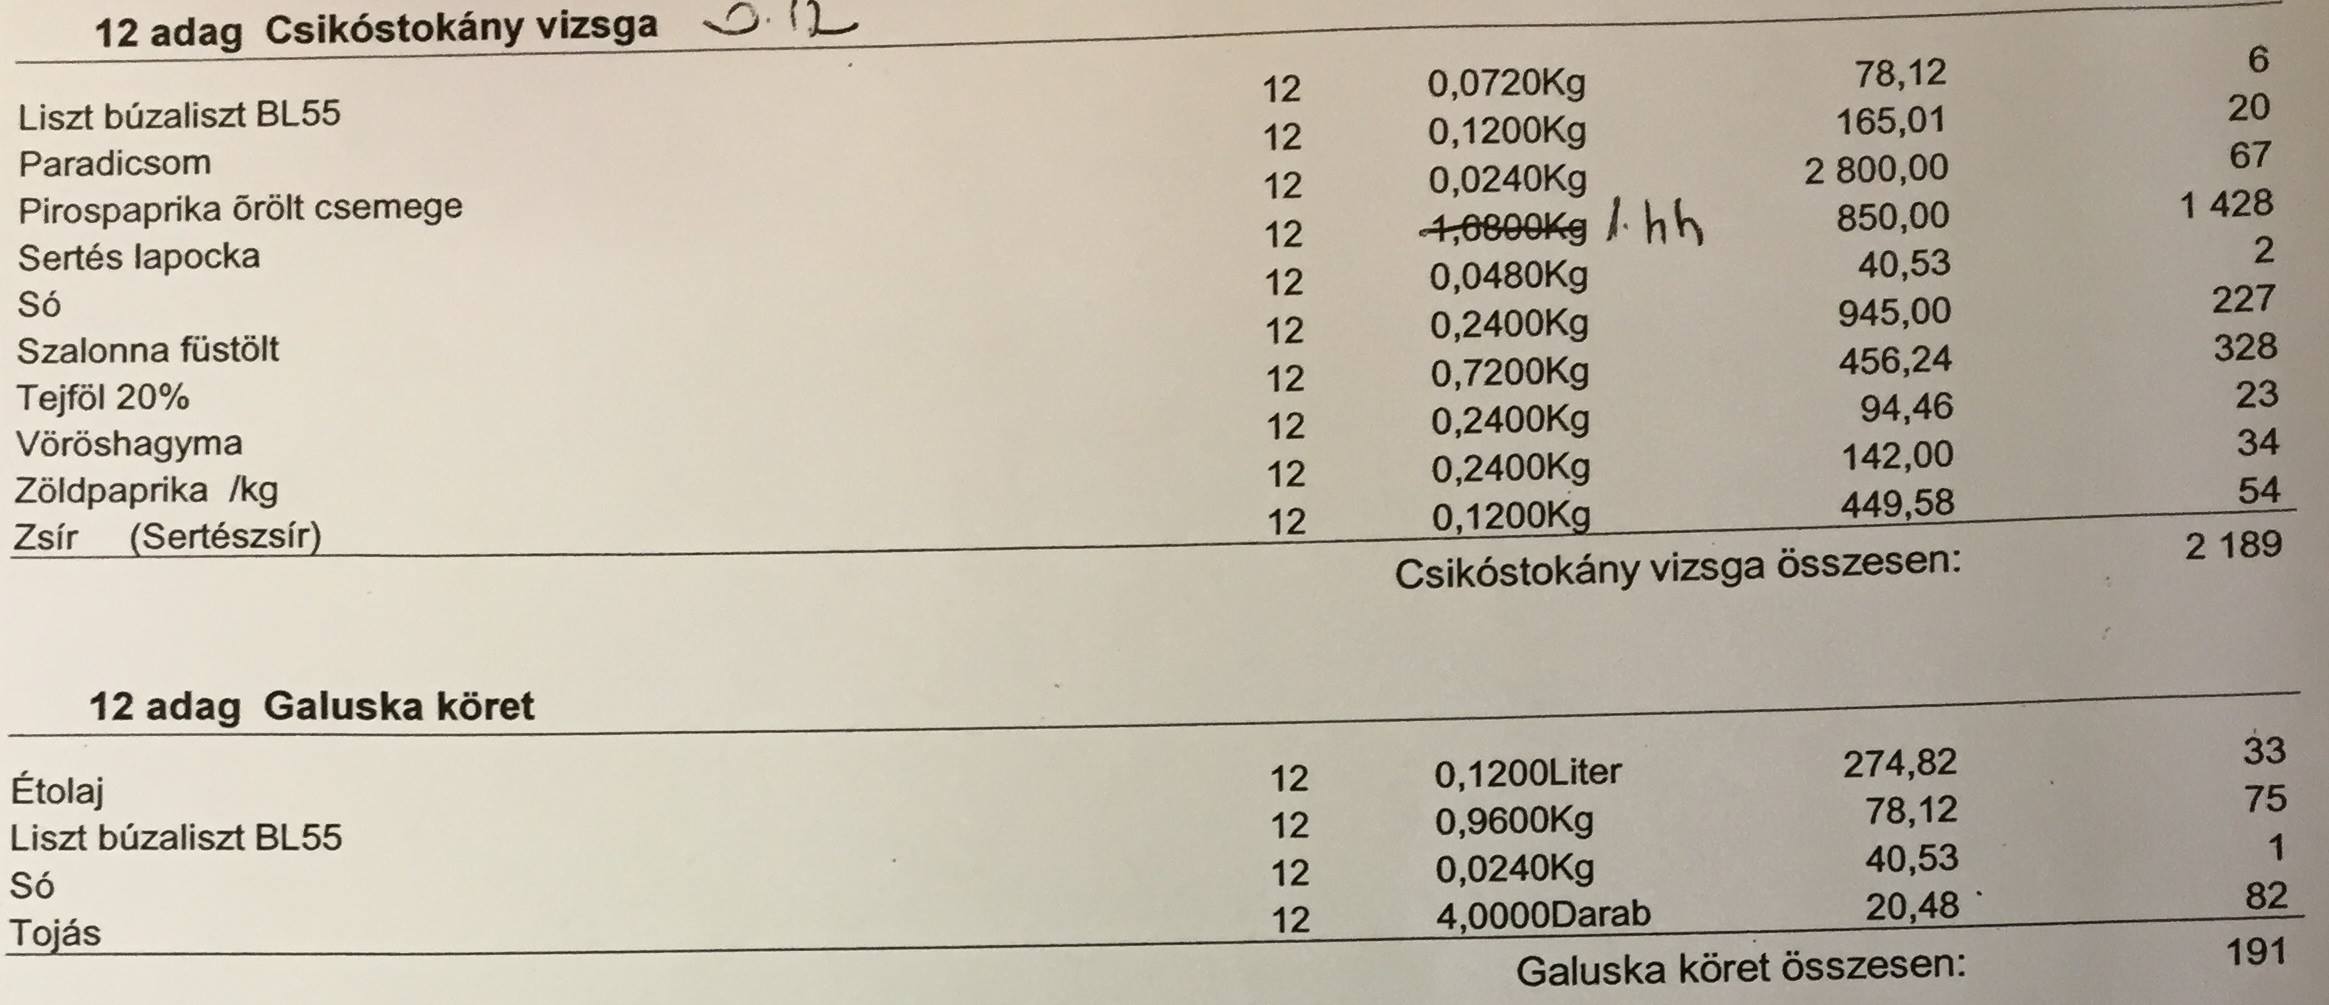 12 adag Csikóstokány vizsga
Liszt búzaliszt BL55 12 0,0720Kg 78,12 6
Paradicsom 12 0,1200Kg 165,01 20
Pirospaprika õrölt csemege 12 0,0240Kg 2 800,00 67
Sertés lapocka 12 1,6800Kg 1.44 850,00 1 428
Só 12 0,0480Kg 40,53 2
Szalonna füstölt 12 0,2400Kg 945,00 227
Tejföl 20% 12 0,7200Kg 456,24 328
Vöröshagyma 12 0,2400Kg 94,46 23
Zöldpaprika /kg 12 0,2400Kg 142,00 34
Zsír (Sertészsír) 12 0,1200Kg 449,58 54
Csikóstokány vizsga összesen: 2 189
12 adag Galuska köret
Étolaj 12 0,1200Liter 274,82 33
Liszt búzaliszt BL55 12 0,9600Kg 78,12 75
Só 12 0,0240Kg 40,53 1
Tojás 12 4,0000Darab 20,48 82
Galuska köret összesen: 191